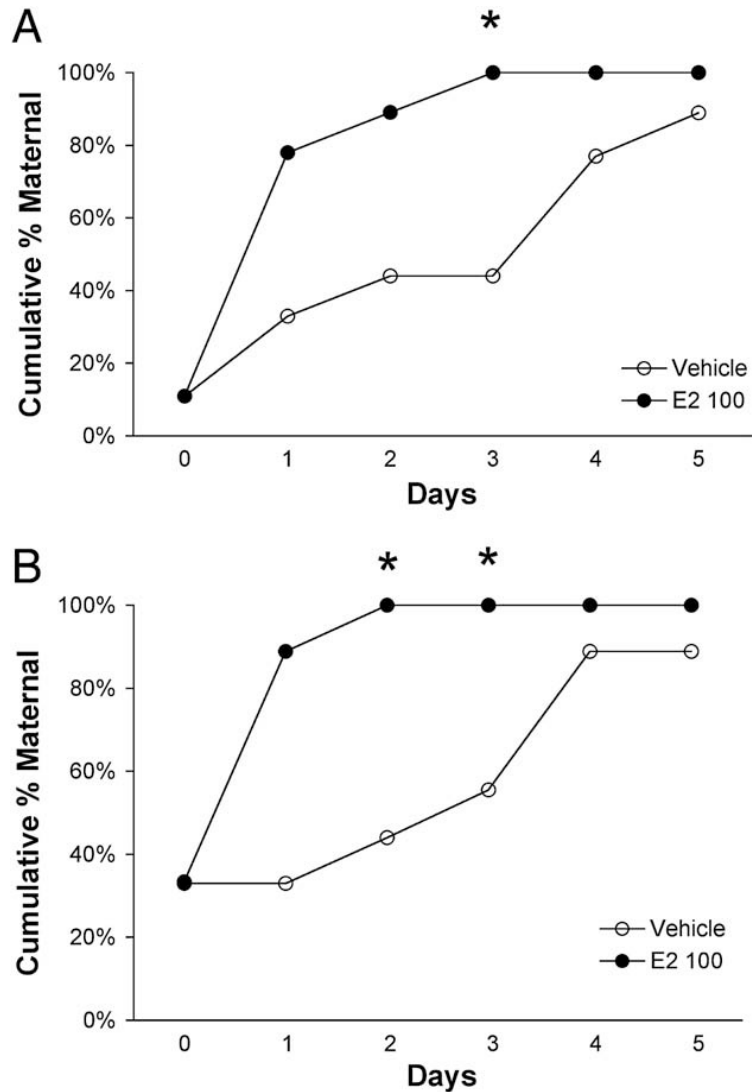 A
*
100%
80%
60%
40%
20%
0%
Cumulative % Maternal
Vehicle
E2 100
0 1 2 3 4 5
Days
B
* *
100%
80%
60%
40%
20%
0%
Cumulative % Maternal
Vehicle
E2 100
0 1 2 3 4 5
Days